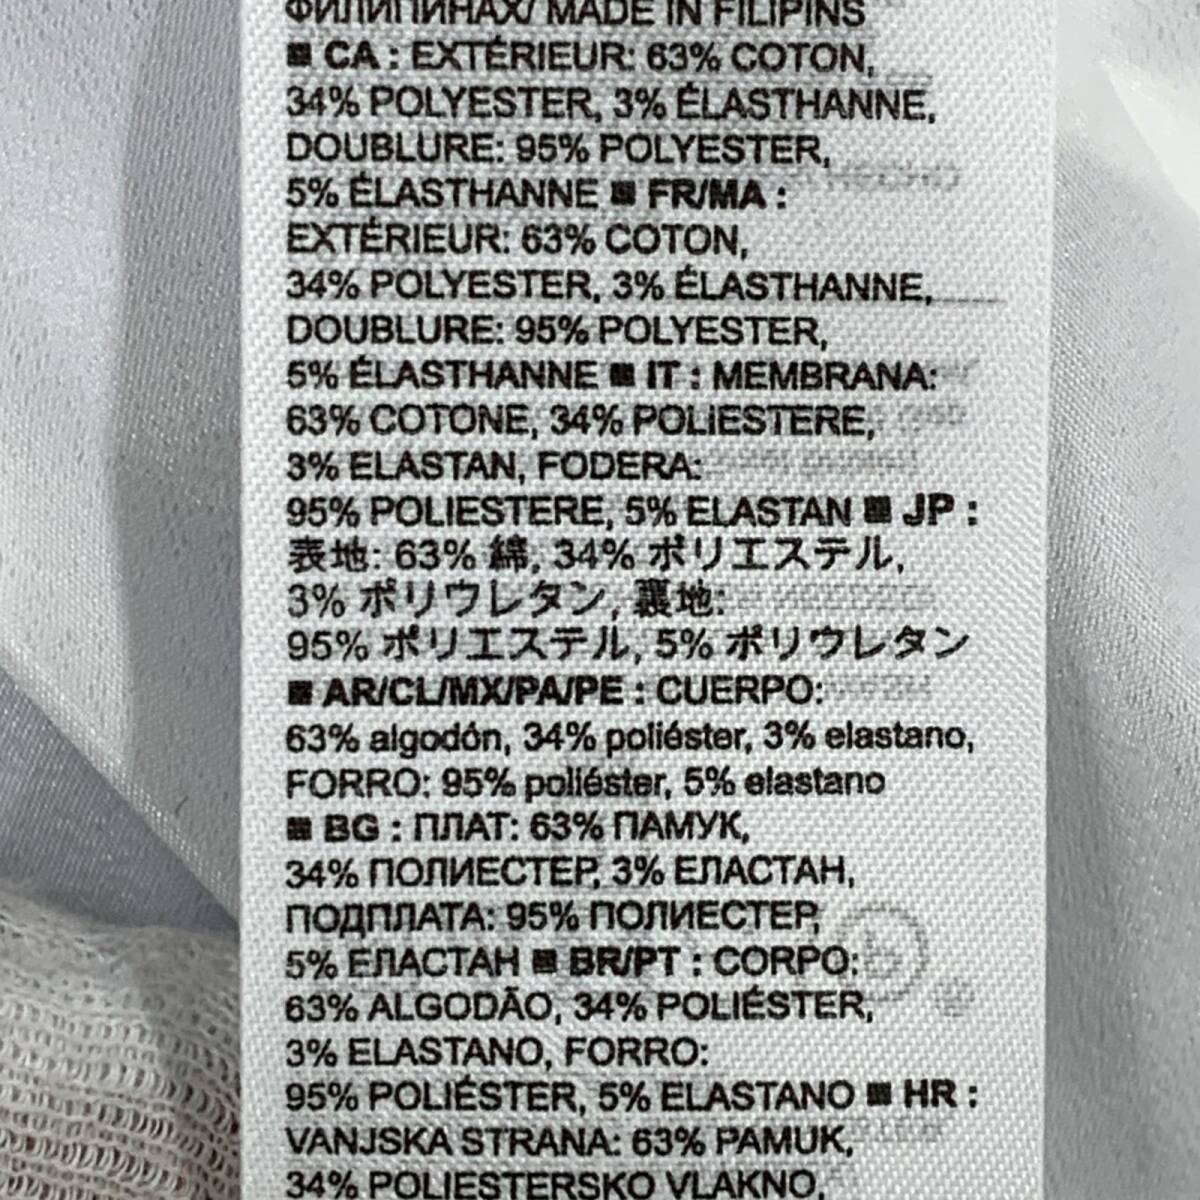 ФИЛИПИНАХ/ MADE IN FILIPINS
■ CA : EXTÉRIEUR: 63% COTON,
34% POLYESTER, 3% ÉLASTHANNE,
DOUBLURE: 95% POLYESTER,
5% ÉLASTHANNE ■ FR/MA :
EXTÉRIEUR: 63% COTON,
34% POLYESTER, 3% ÉLASTHANNE,
DOUBLURE: 95% POLYESTER,
5% ÉLASTHANNE ■ IT : MEMBRANA:
63% COTONE, 34% POLIESTERE,
3% ELASTAN, FODERA:
95% POLIESTERE, 5% ELASTAN ■ JP :
表地: 63% 綿, 34% ポリエステル,
3% ポリウレタン, 裏地:
95% ポリエステル, 5% ポリウレタン
■ AR/CL/MX/PA/PE : CUERPO:
63% algodón, 34% poliéster, 3% elastano,
FORRO: 95% poliéster, 5% elastano
■ BG : ПЛАТ: 63% ПАМУК,
34% ПОЛИЕСТЕР, 3% ЕЛАСТАН,
ПОДПЛАТА: 95% ПОЛИЕСТЕР,
5% ЕЛАСТАН ■ BR/PT : CORPO:
63% ALGODÃO, 34% POLIÉSTER,
3% ELASTANO, FORRO:
95% POLIÉSTER, 5% ELASTANO ■ HR :
VANJSKA STRANA: 63% PAMUK,
34% POLIESTERSKO VLAKNO,